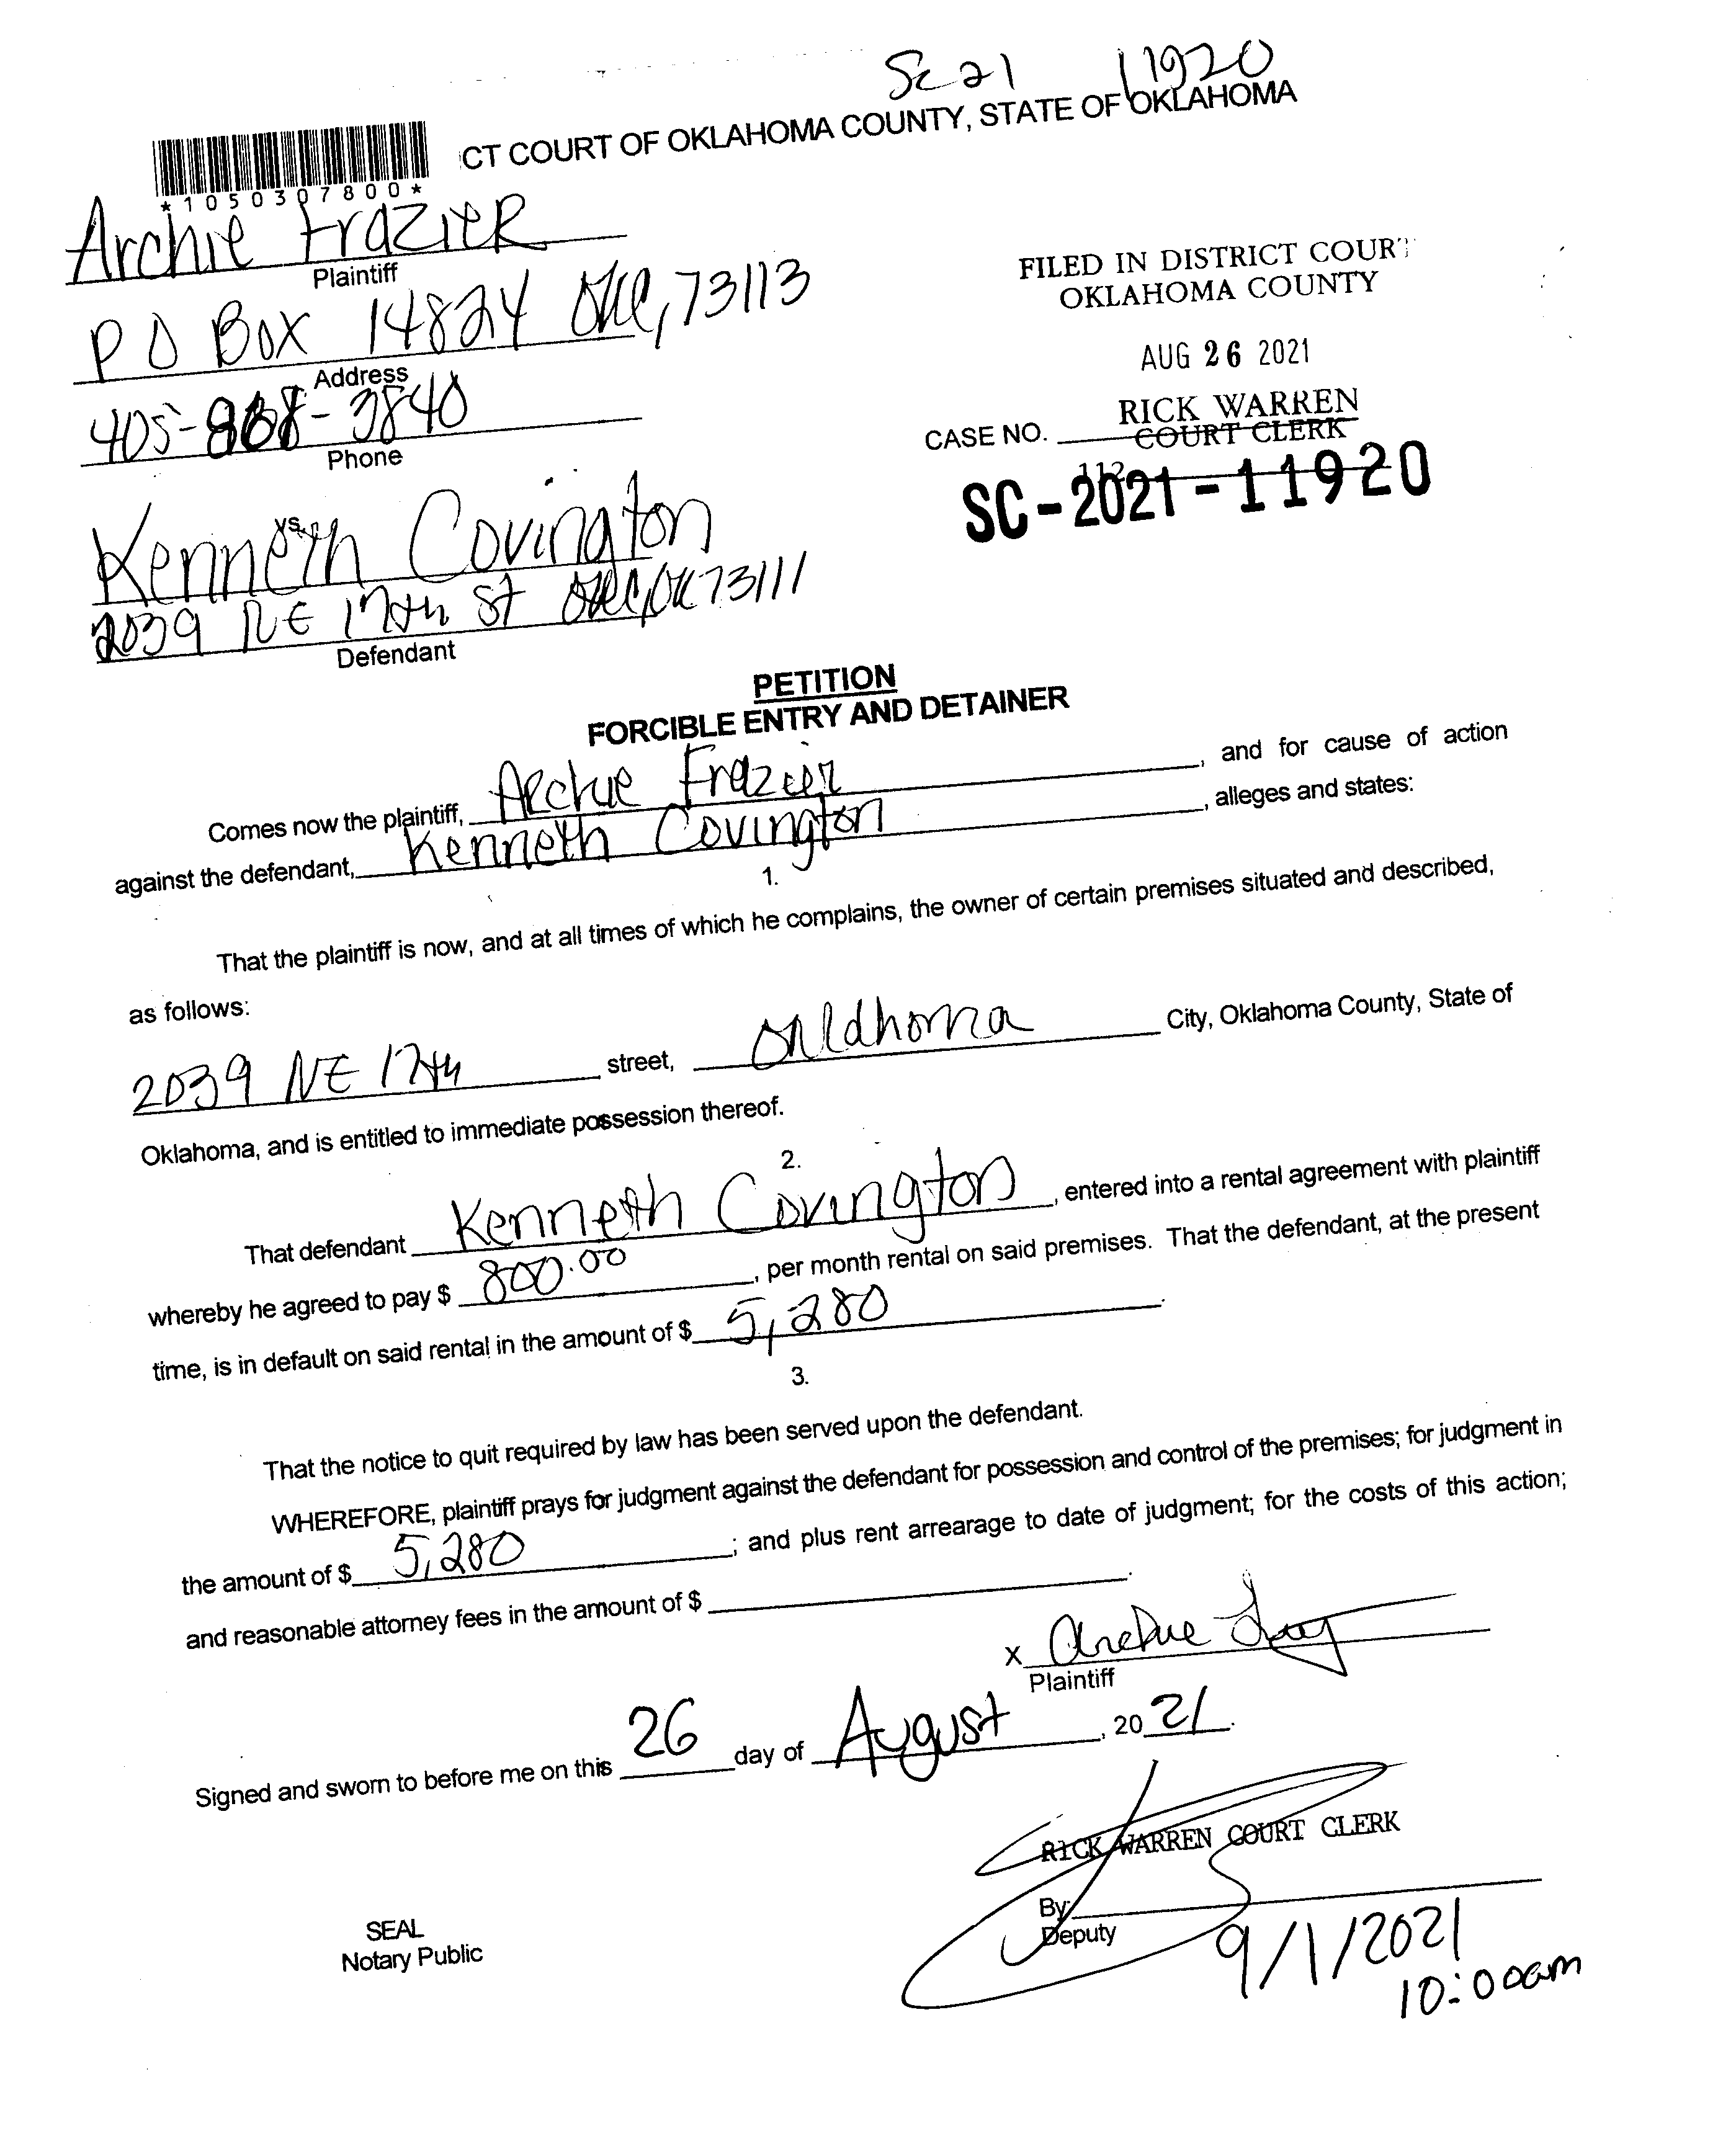 Sc 21 11920
CT COURT OF OKLAHOMA COUNTY, STATE OF OKLAHOMA
*1050307800*
Archie Frazier
Plaintiff
PO Box 14824 OKC, 73113
Address
405- -3840
Phone
FILED IN DISTRICT COURT
OKLAHOMA COUNTY
AUG 26 2021
RICK WARREN
COURT CLERK
CASE NO.
112
SC-2021-11920
vs.
Kenneth Covington
2039 NE 17th St OKC, OK 73111
Defendant
PETITION
FORCIBLE ENTRY AND DETAINER
Comes now the plaintiff, Archie Frazier, and for cause of action
against the defendant, Kenneth Covington, alleges and states:
1.
That the plaintiff is now, and at all times of which he complains, the owner of certain premises situated and described,
as follows:
2039 NE 17th street, Oklahoma City, Oklahoma County, State of
Oklahoma, and is entitled to immediate possession thereof.
2.
That defendant Kenneth Covington, entered into a rental agreement with plaintiff
whereby he agreed to pay $ 800.00, per month rental on said premises. That the defendant, at the present
time, is in default on said rental in the amount of $ 5,280.
3.
That the notice to quit required by law has been served upon the defendant.
WHEREFORE, plaintiff prays for judgment against the defendant for possession and control of the premises; for judgment in
the amount of $ 5,280; and plus rent arrearage to date of judgment; for the costs of this action;
and reasonable attorney fees in the amount of $ .
x Archie
Plaintiff
Signed and sworn to before me on this 26 day of August, 2021.
RICK WARREN COURT CLERK
By
Deputy
SEAL
Notary Public
9/1/2021
10:00am